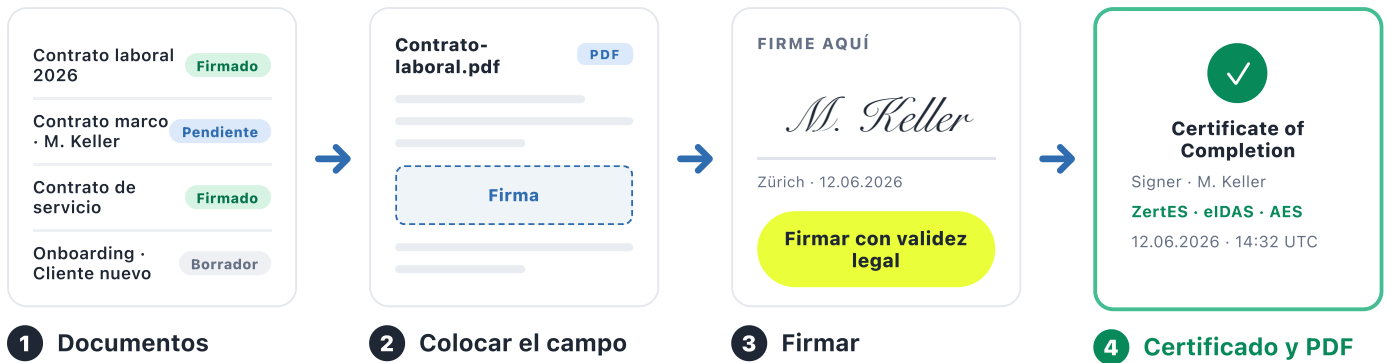 Contrato laboral
2026
Firmado
Contrato marco
· M. Keller
Pendiente
Contrato de
servicio
Firmado
Onboarding ·
Cliente nuevo
Borrador
1 Documentos
Contrato-
laboral.pdf
PDF
Firma
2 Colocar el campo
FIRME AQUÍ
M. Keller
Zürich · 12.06.2026
Firmar con validez
legal
3 Firmar
Certificate of
Completion
Signer · M. Keller
ZertES · eIDAS · AES
12.06.2026 · 14:32 UTC
4 Certificado y PDF